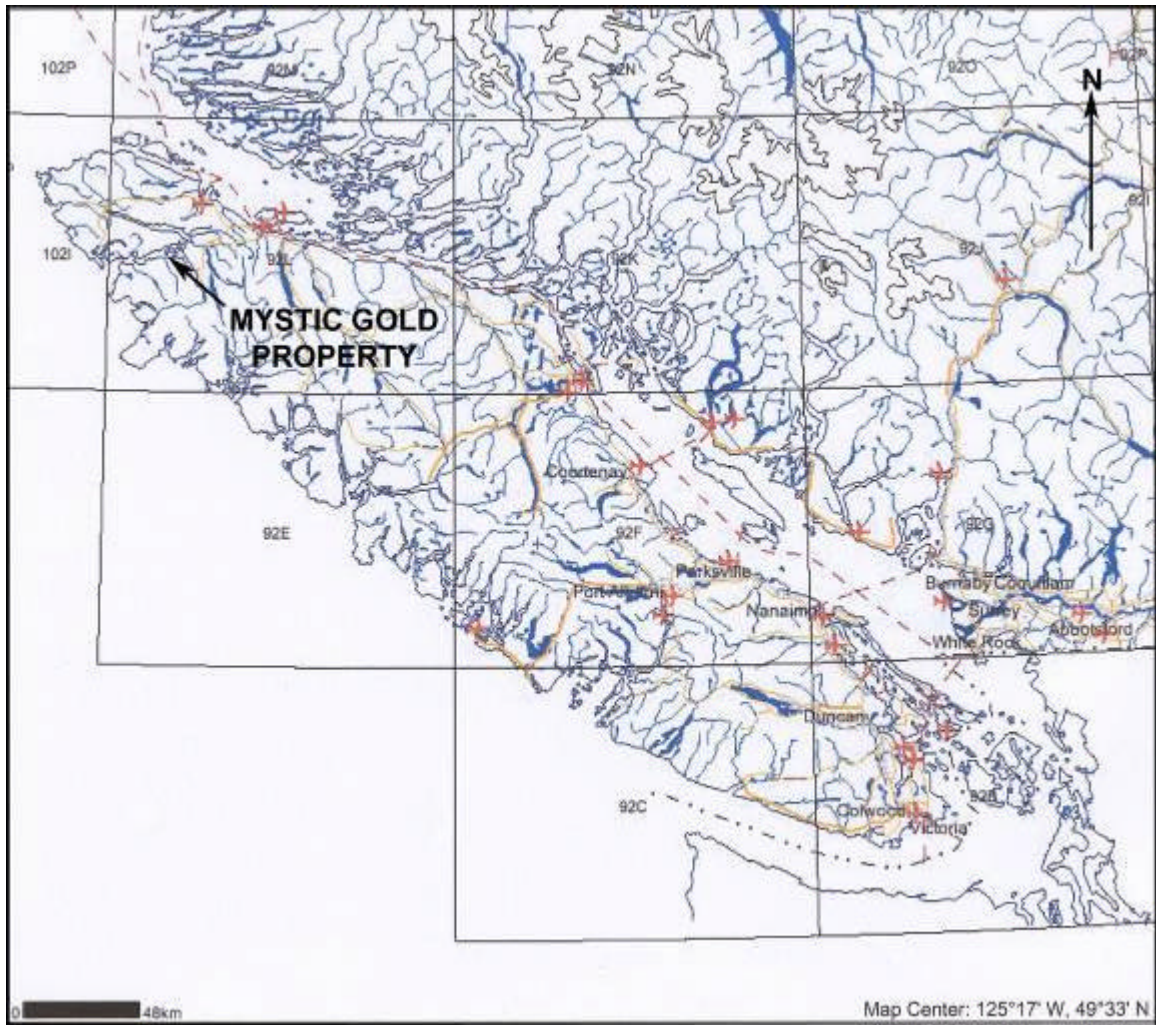 102P
92M
92N
92O
92P
N
92I
102I
92L
92K
92J
MYSTIC GOLD
PROPERTY
Courtenay
92E
92F
92G
Parksville
Port Alberni
Burnaby Coquitlam
Nanaimo
Surrey
Abbotsford
White Rock
Duncan
92C
92B
Colwood
Victoria
0 48km
Map Center: 125°17' W, 49°33' N